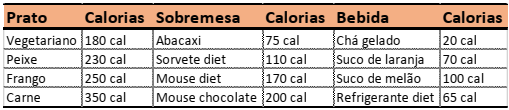 Prato Calorias Sobremesa Calorias Bebida Calorias
Vegetariano 180 cal Abacaxi 75 cal Chá gelado 20 cal
Peixe 230 cal Sorvete diet 110 cal Suco de laranja 70 cal
Frango 250 cal Mouse diet 170 cal Suco de melão 100 cal
Carne 350 cal Mouse chocolate 200 cal Refrigerante diet 65 cal